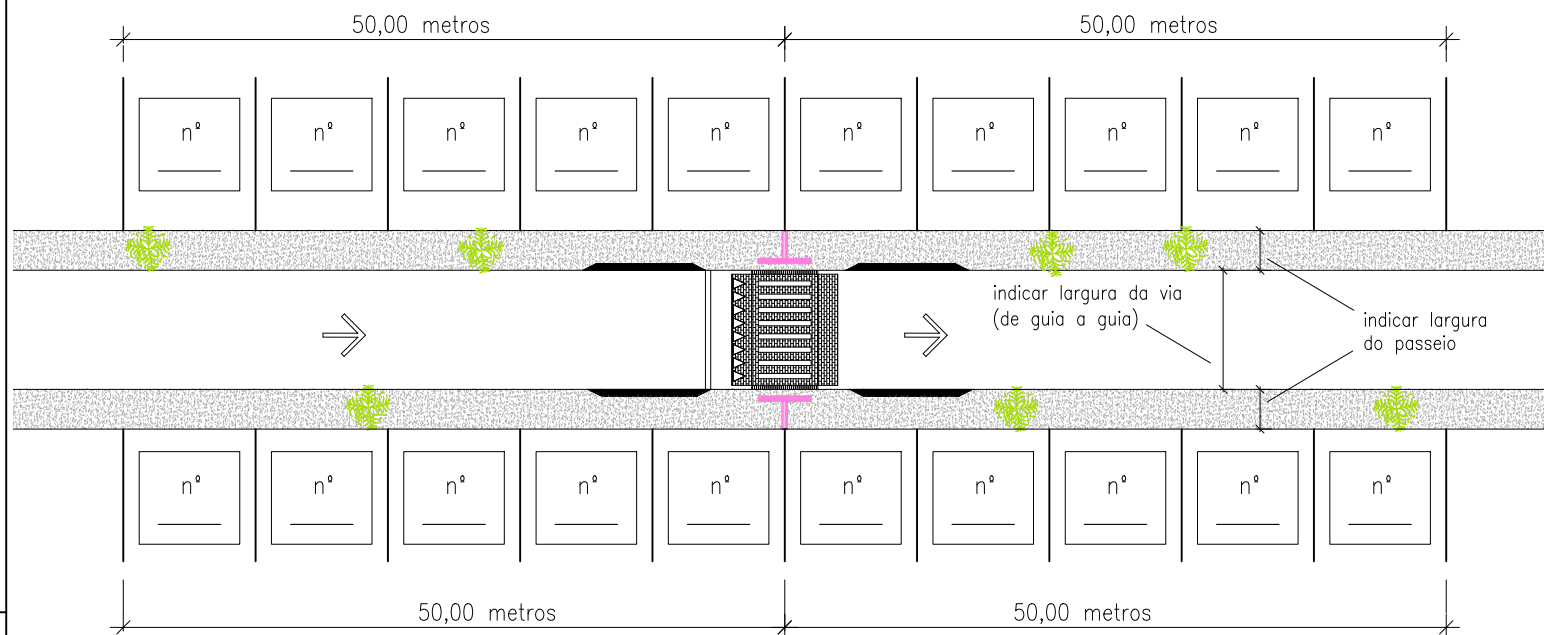 50,00 metros
50,00 metros
nº
nº
nº
nº
nº
nº
nº
nº
nº
nº
indicar largura da via
(de guia a guia)
indicar largura
do passeio
nº
nº
nº
nº
nº
nº
nº
nº
nº
nº
50,00 metros
50,00 metros